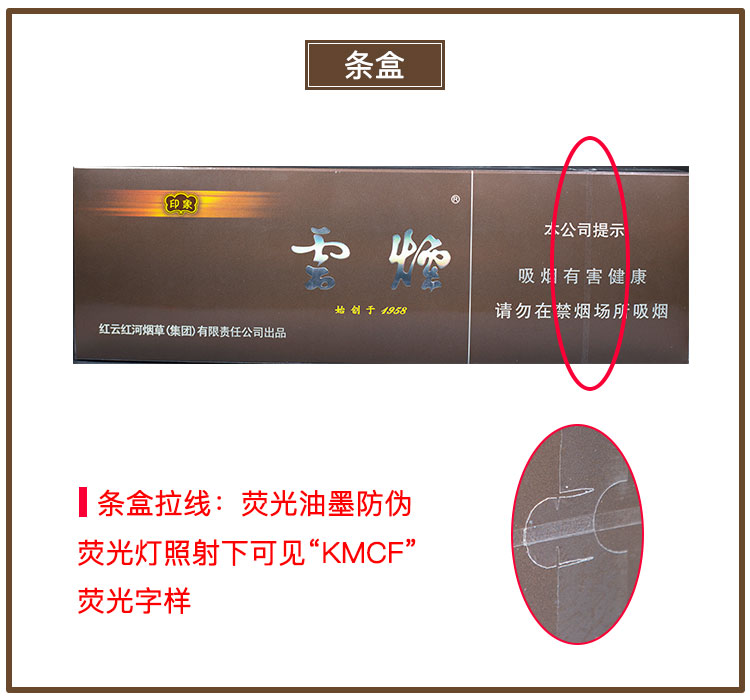 条盒
印象
®
雲煙
始创于1958
红云红河烟草(集团)有限责任公司出品
本公司提示
吸烟有害健康
请勿在禁烟场所吸烟
条盒拉线：荧光油墨防伪
荧光灯照射下可见“KMCF”
荧光字样